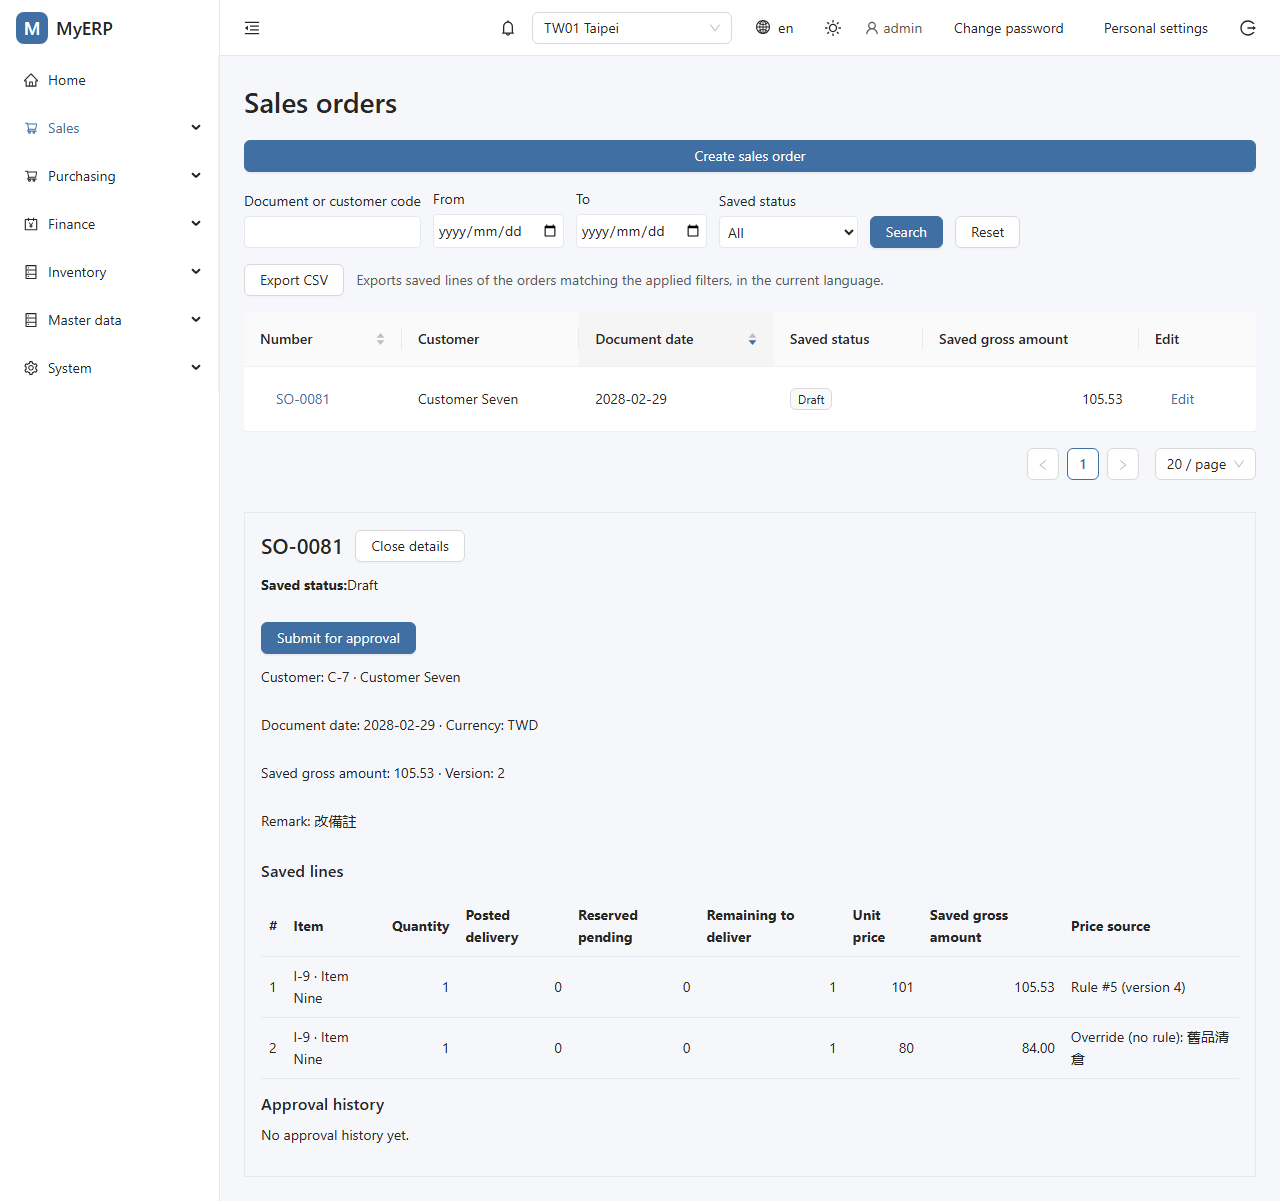 M MyERP
TW01 Taipei
en
admin
Change password
Personal settings
Home
Sales
Purchasing
Finance
Inventory
Master data
System
Sales orders
Create sales order
Document or customer code
From
To
Saved status
yyyy/mm/dd
yyyy/mm/dd
All
Search
Reset
Export CSV
Exports saved lines of the orders matching the applied filters, in the current language.
Number Customer Document date Saved status Saved gross amount Edit
SO-0081 Customer Seven 2028-02-29 Draft 105.53 Edit
< 1 > 20 / page
SO-0081
Close details
Saved status:Draft
Submit for approval
Customer: C-7 · Customer Seven
Document date: 2028-02-29 · Currency: TWD
Saved gross amount: 105.53 · Version: 2
Remark: 改備註
Saved lines
# Item Quantity Posted delivery Reserved pending Remaining to deliver Unit price Saved gross amount Price source
1 I-9 · Item Nine 1 0 0 1 101 105.53 Rule #5 (version 4)
2 I-9 · Item Nine 1 0 0 1 80 84.00 Override (no rule): 舊品清倉
Approval history
No approval history yet.